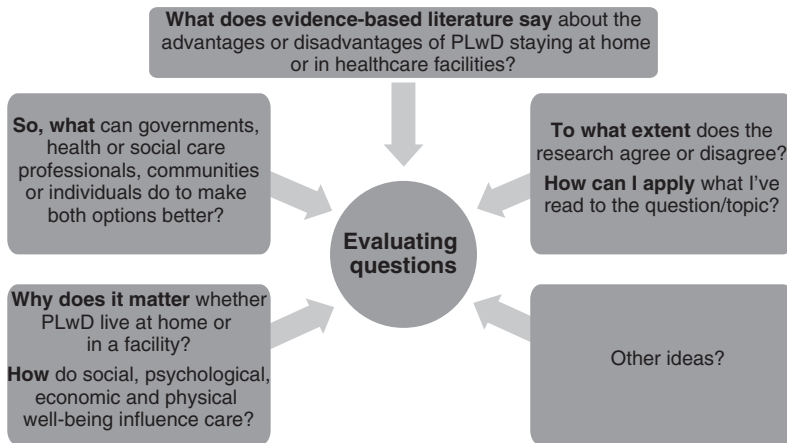 What does evidence-based literature say about the
advantages or disadvantages of PLwD staying at home
or in healthcare facilities?
So, what can governments,
health or social care
professionals, communities
or individuals do to make
both options better?
To what extent does the
research agree or disagree?
How can I apply what I’ve
read to the question/topic?
Evaluating
questions
Why does it matter whether
PLwD live at home or
in a facility?
How do social, psychological,
economic and physical
well-being influence care?
Other ideas?